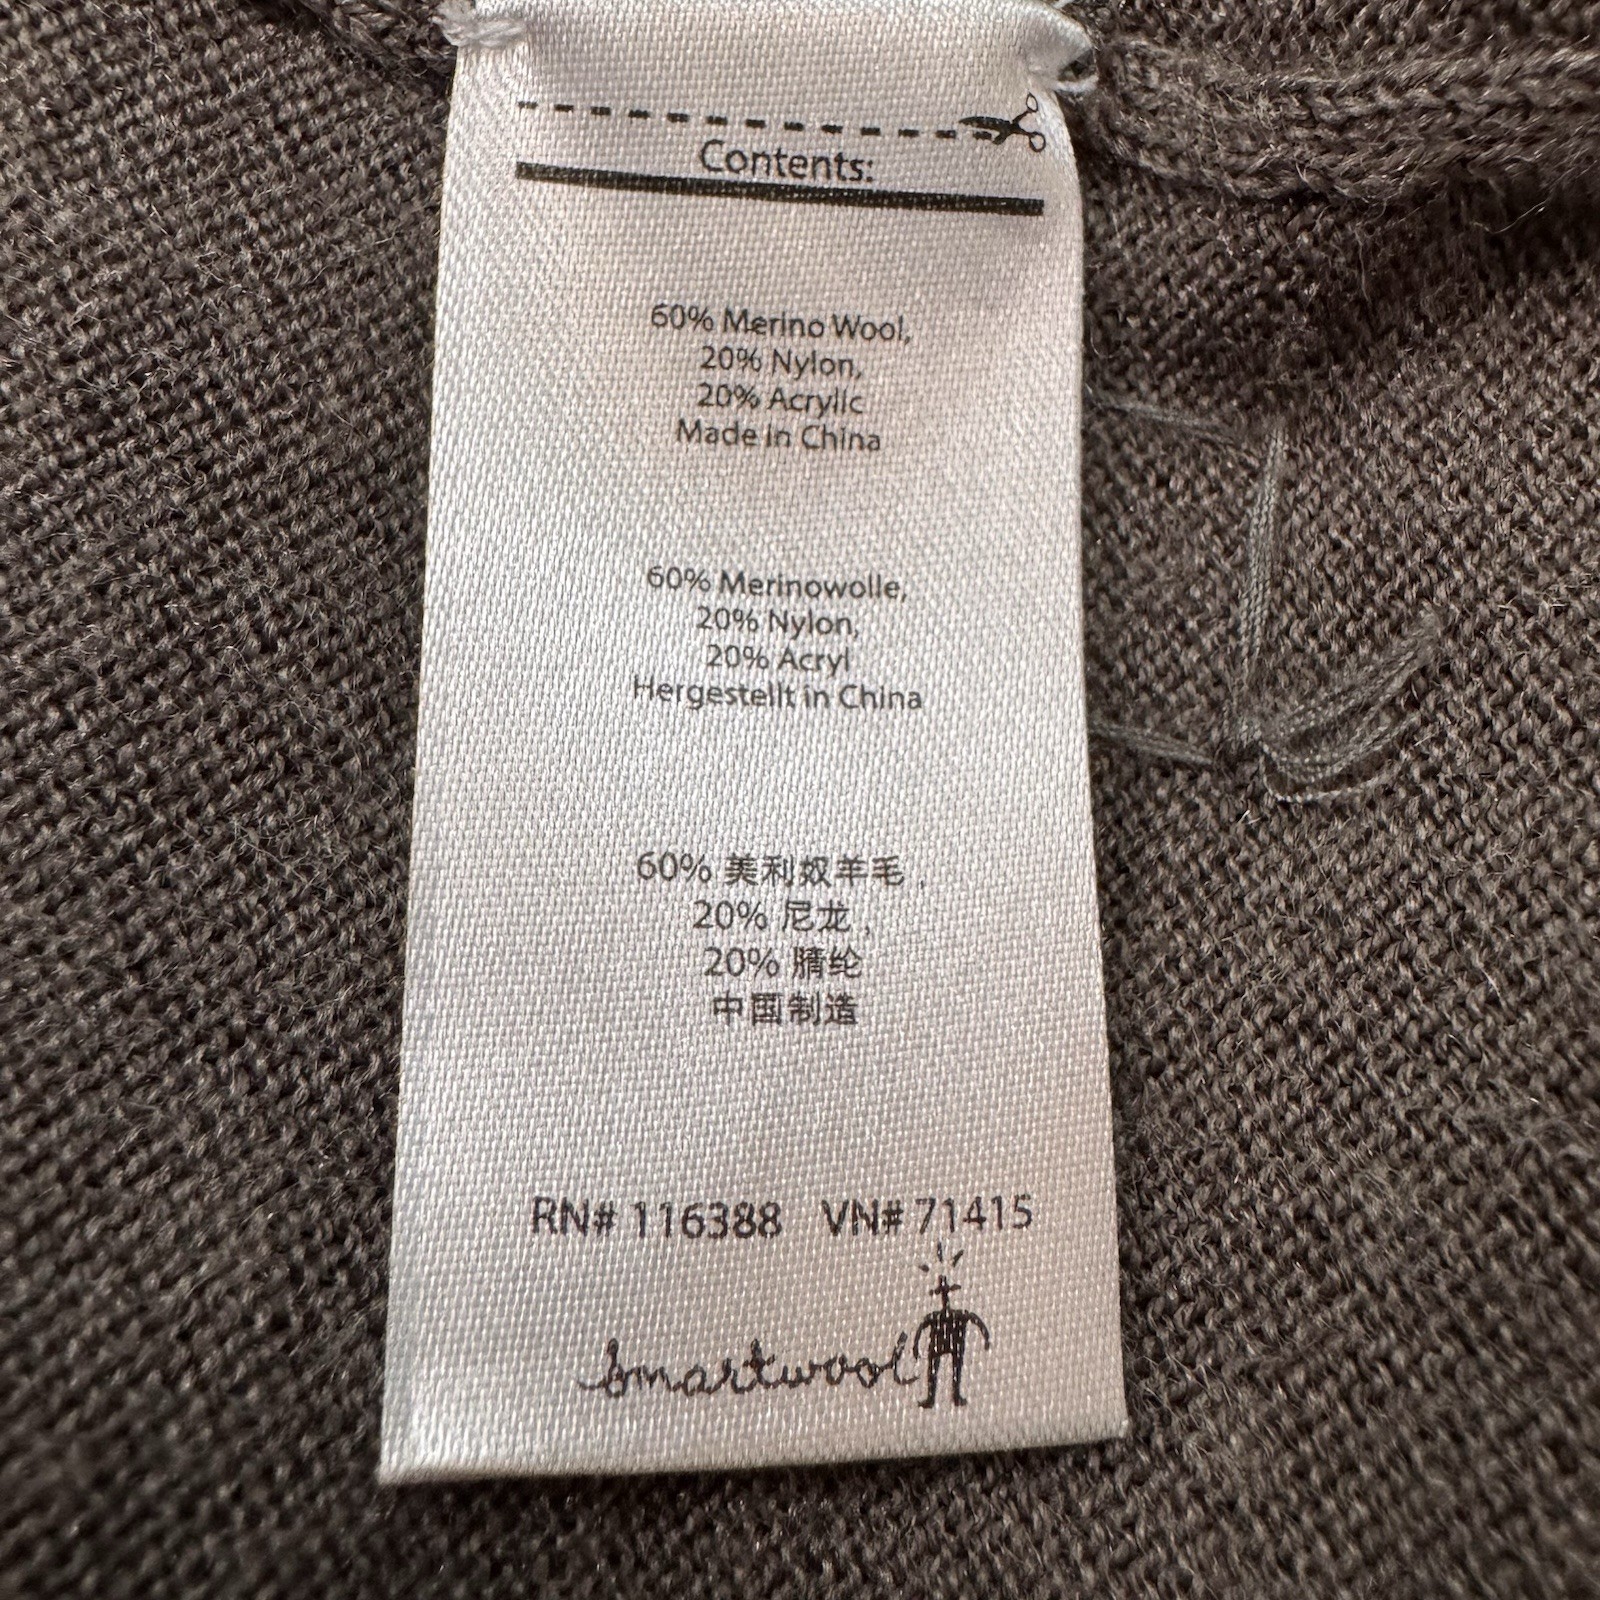 Contents:
60% Merino Wool,
20% Nylon,
20% Acrylic
Made in China
60% Merinowolle,
20% Nylon,
20% Acryl
Hergestellt in China
60% 美利奴羊毛，
20% 尼龙，
20% 腈纶
中国制造
RN# 116388 VN# 71415
smartwool